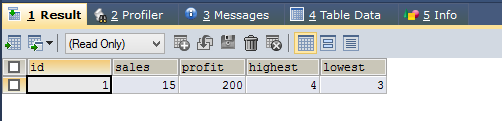 1 Result 2 Profiler 3 Messages 4 Table Data 5 Info
(Read Only)
id sales profit highest lowest
1 15 200 4 3